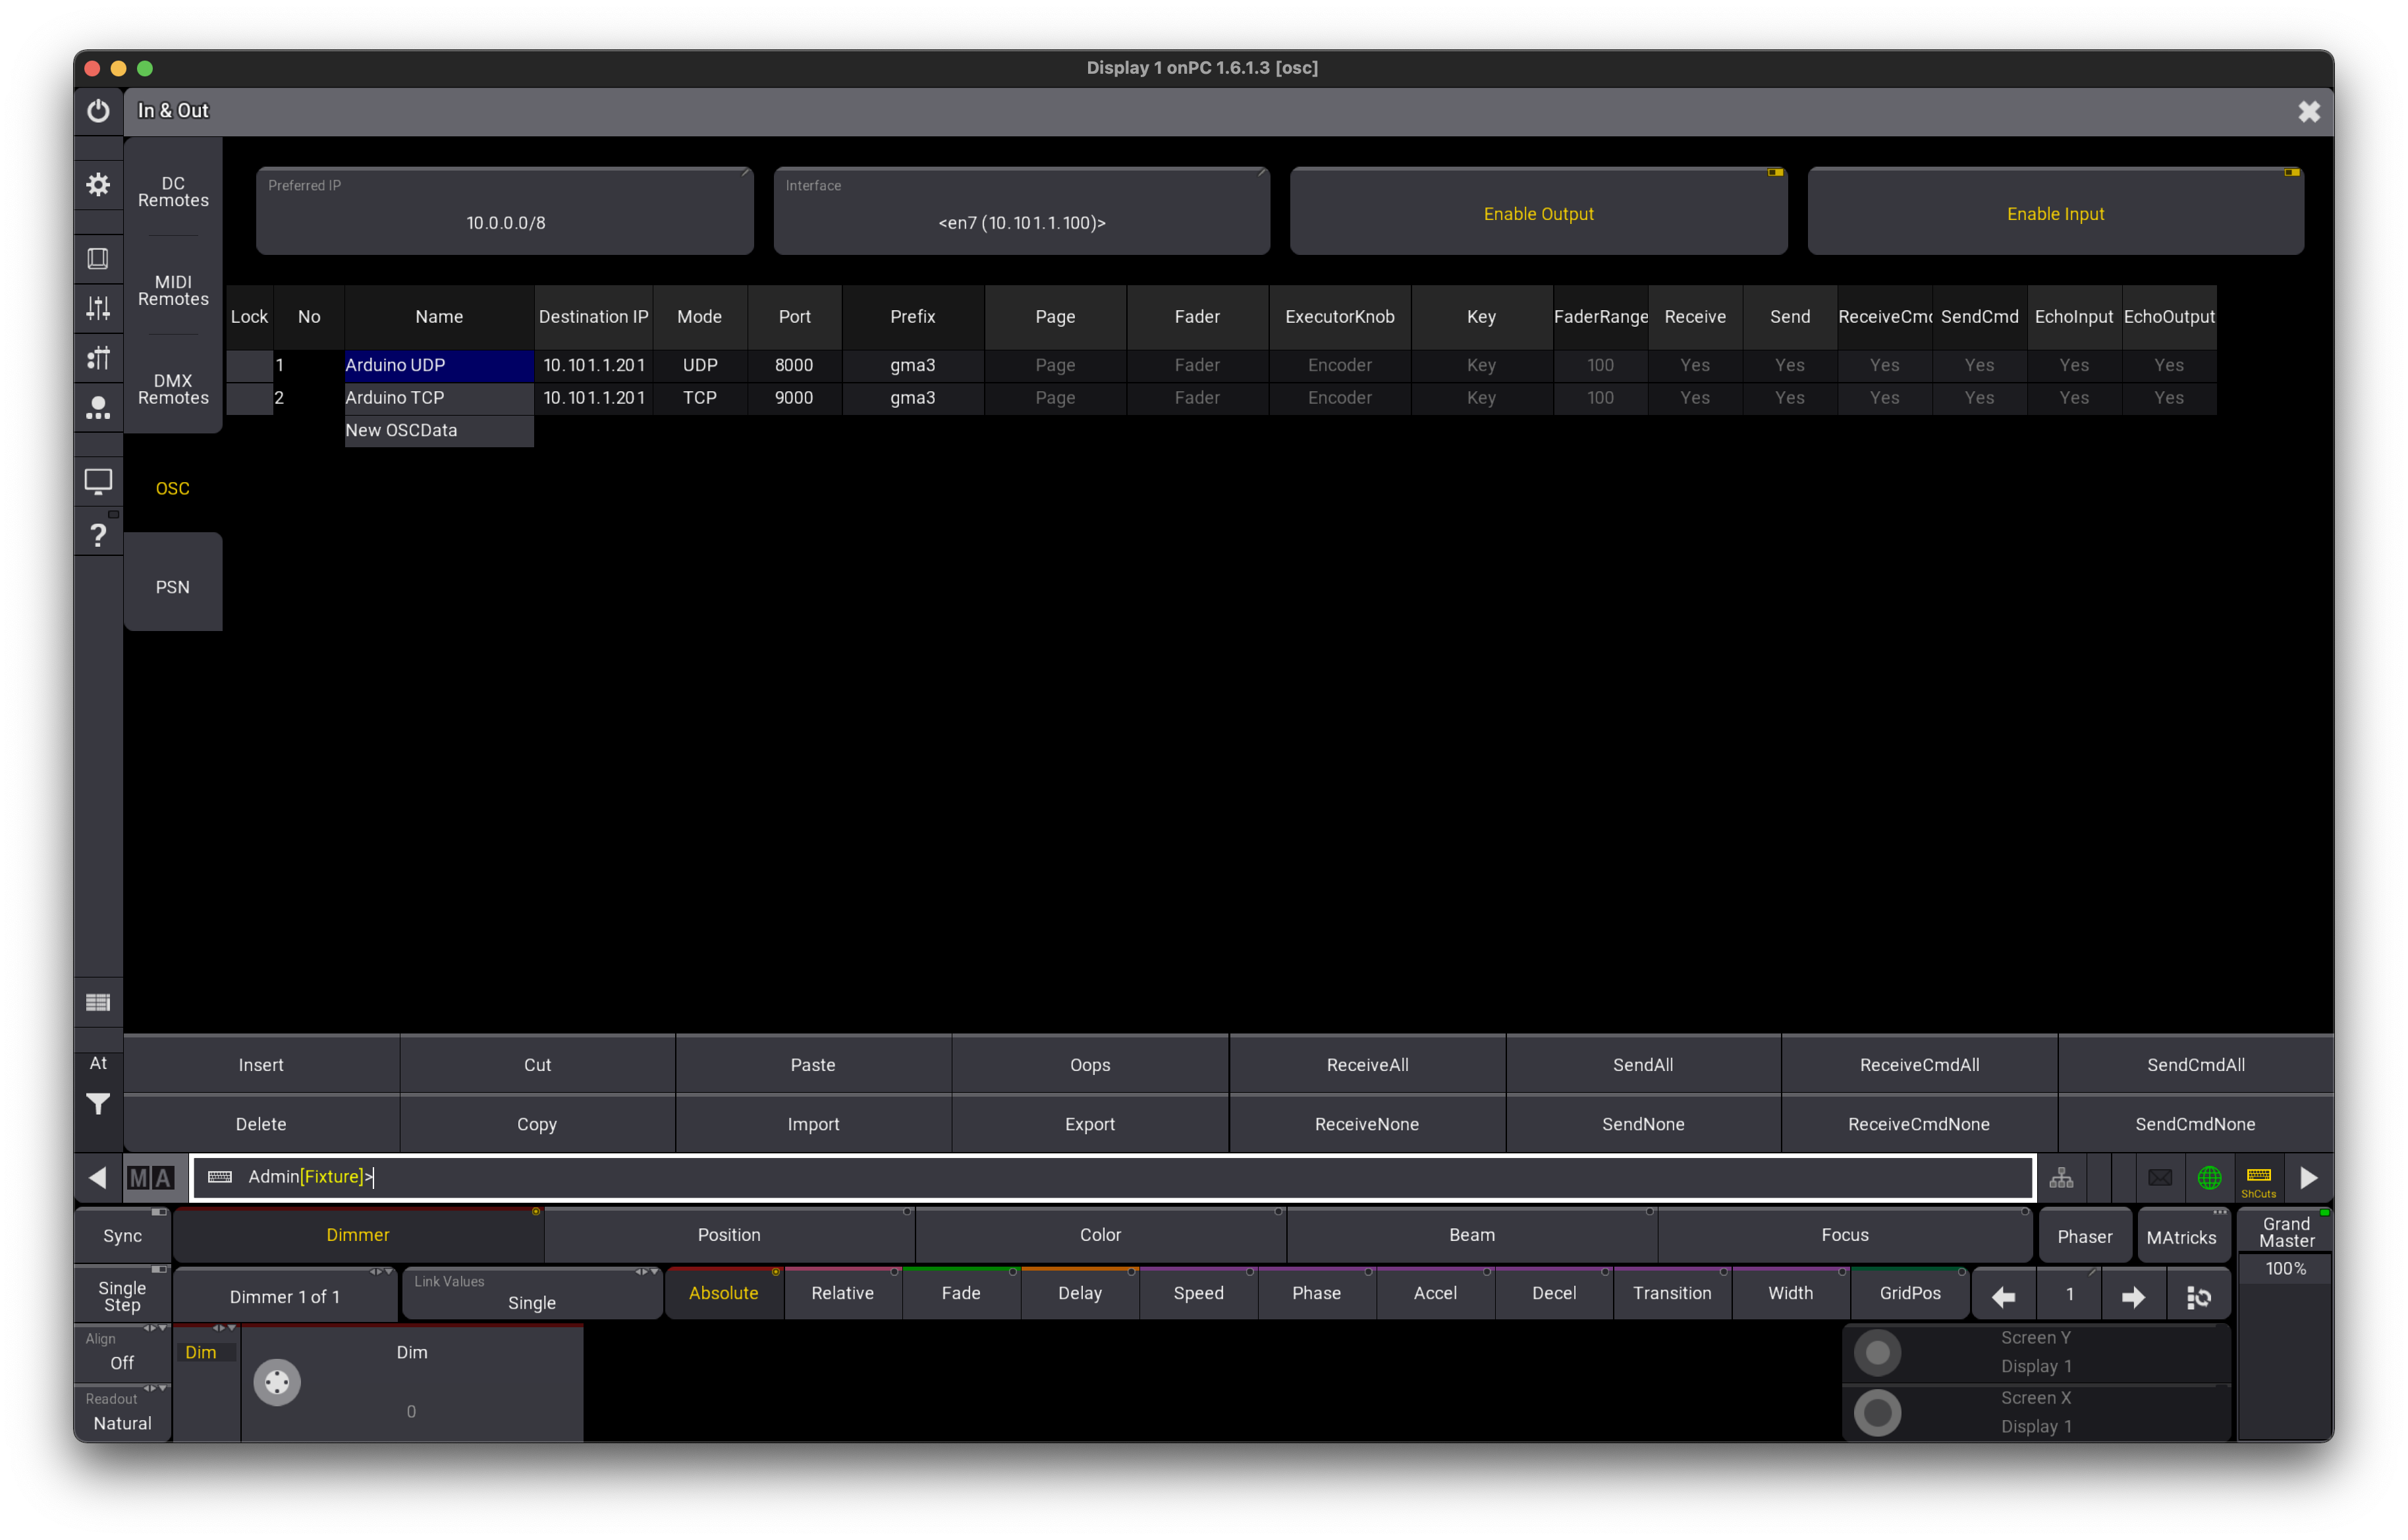 Display 1 onPC 1.6.1.3 [osc]
In & Out
DC
Remotes
MIDI
Remotes
DMX
Remotes
OSC
PSN
Preferred IP
10.0.0.0/8
Interface
<en7 (10.101.1.100)>
Enable Output
Enable Input
Lock No Name Destination IP Mode Port Prefix Page Fader ExecutorKnob Key FaderRange Receive Send ReceiveCmd SendCmd EchoInput EchoOutput
1 Arduino UDP 10.101.1.201 UDP 8000 gma3 Page Fader Encoder Key 100 Yes Yes Yes Yes Yes Yes
2 Arduino TCP 10.101.1.201 TCP 9000 gma3 Page Fader Encoder Key 100 Yes Yes Yes Yes Yes Yes
New OSCData
?
At
Insert Cut Paste Oops ReceiveAll SendAll ReceiveCmdAll SendCmdAll
Delete Copy Import Export ReceiveNone SendNone ReceiveCmdNone SendCmdNone
MA Admin[Fixture]> ShCuts
Sync Dimmer Position Color Beam Focus Phaser MAtricks
Grand
Master
100%
Single
Step
Dimmer 1 of 1
Link Values
Single
Absolute Relative Fade Delay Speed Phase Accel Decel Transition Width GridPos 1
Align
Off
Readout
Natural
Dim
Dim
0
Screen Y
Display 1
Screen X
Display 1